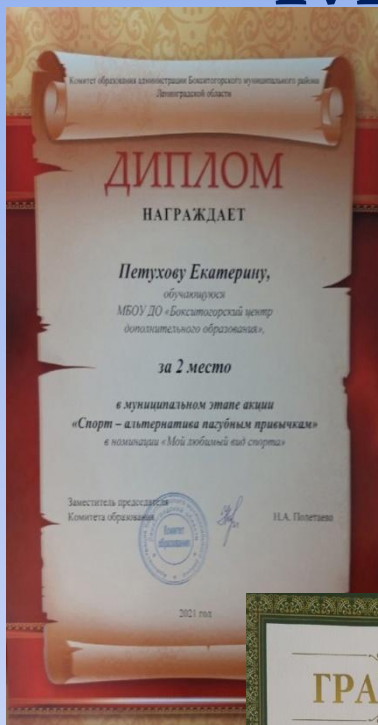 Комитет образования администрации Бокситогорского муниципального района
Ленинградской области
ДИПЛОМ
НАГРАЖДАЕТ
Петухову Екатерину,
обучающуюся
МБОУ ДО «Бокситогорский центр
дополнительного образования»,
за 2 место
в муниципальном этапе акции
«Спорт – альтернатива пагубным привычкам»
в номинации «Мой любимый вид спорта»
Заместитель председателя
Комитета образования
Н.А. Полетаева
Комитет
образования
2021 год
ГРА